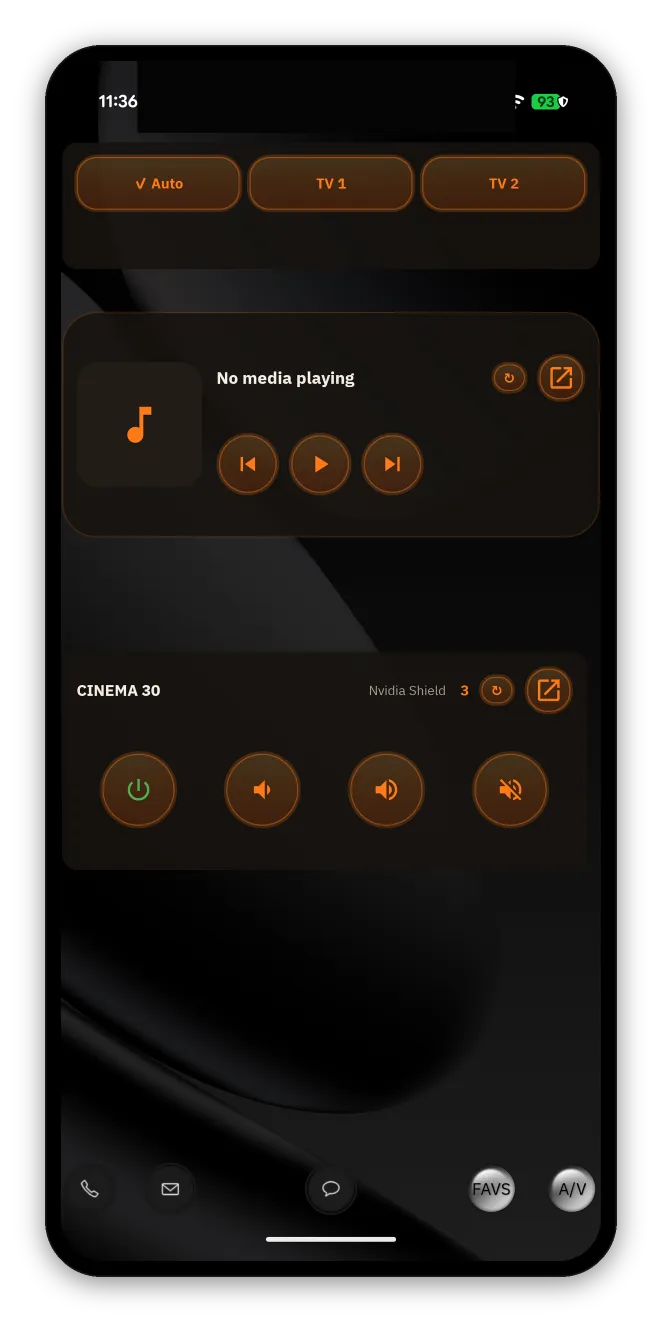 11:36
93
✓ Auto
TV 1
TV 2
No media playing
CINEMA 30
Nvidia Shield
3
FAVS
A/V